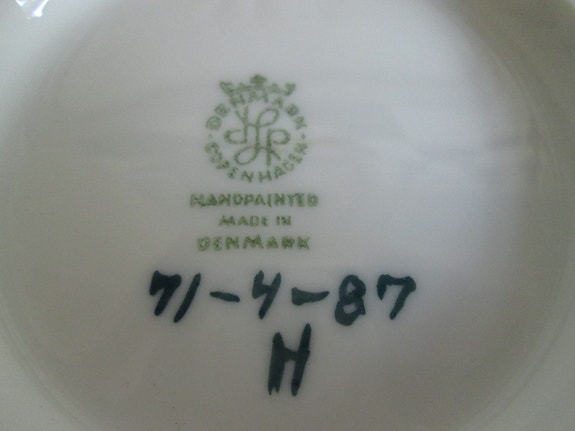 DENMARK
COPENHAGEN
HANDPAINTED
MADE IN
DENMARK
71-4-87
H